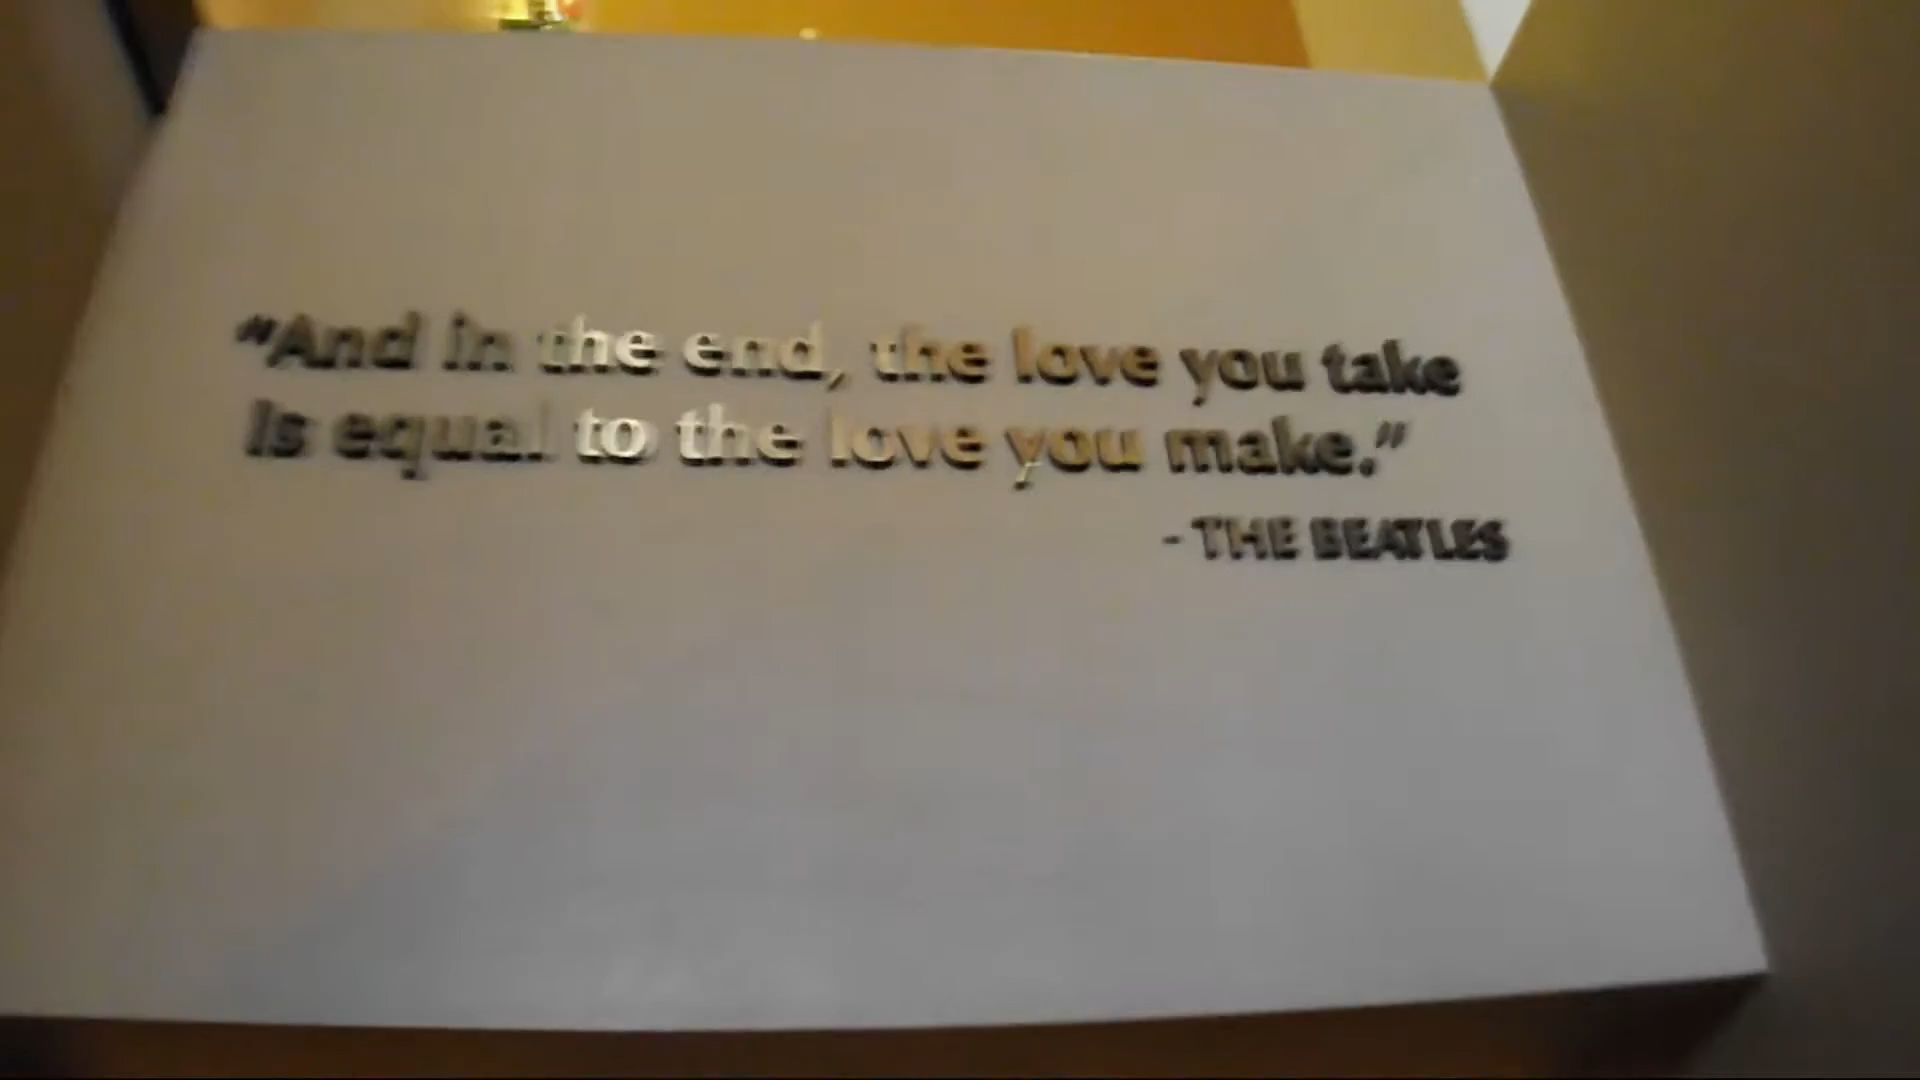 "And in the end, the love you take
Is equal to the love you make."
- THE BEATLES